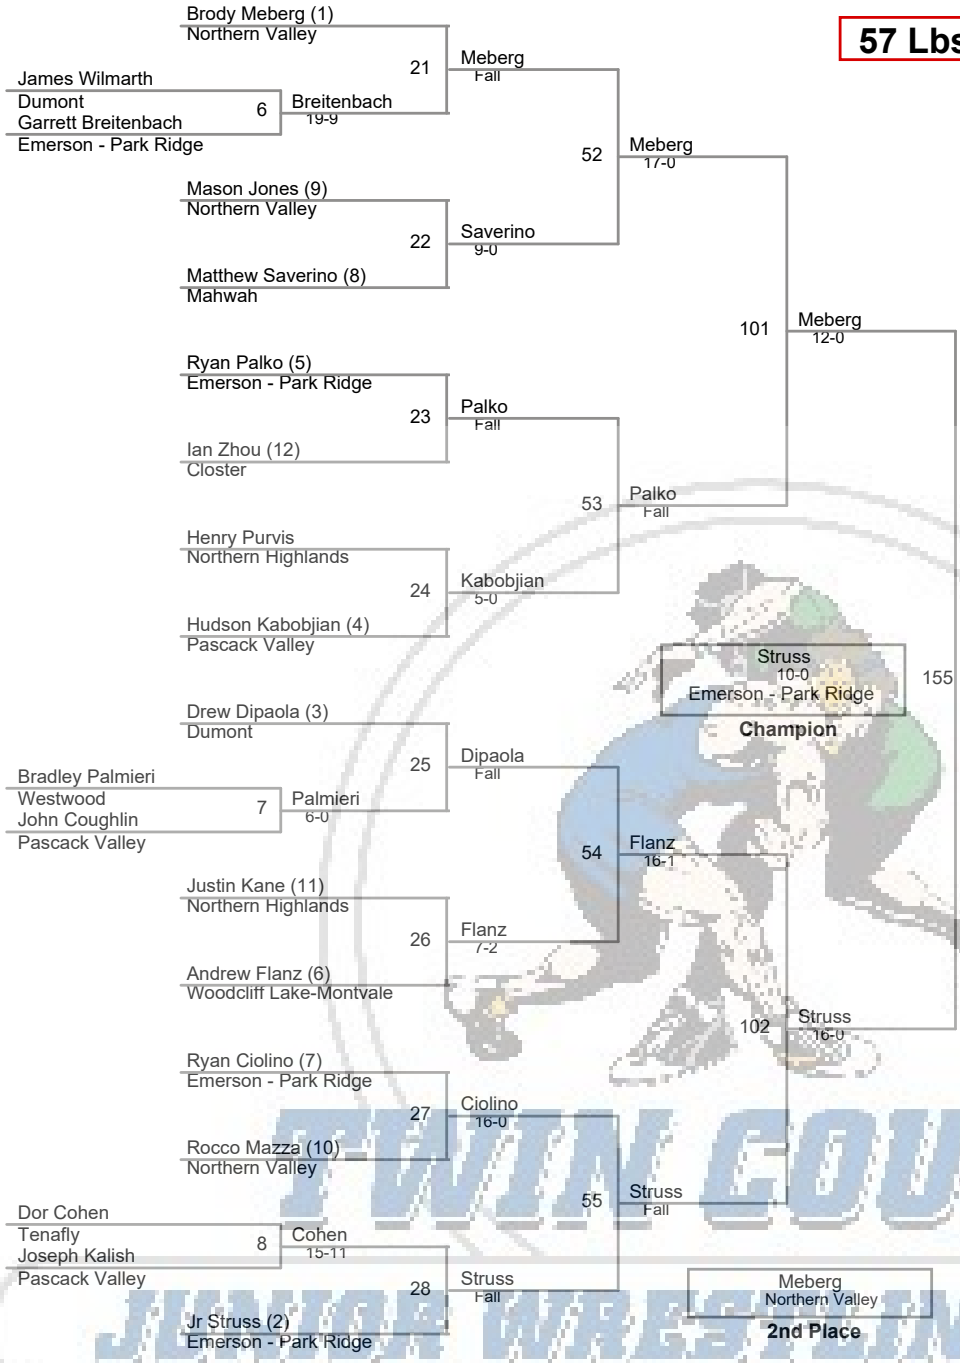 Brody Meberg (1)
Northern Valley
57 Lbs
21
Meberg
Fall
James Wilmarth
Dumont
6
Breitenbach
19-9
Garrett Breitenbach
Emerson - Park Ridge
52
Meberg
17-0
Mason Jones (9)
Northern Valley
22
Saverino
9-0
Matthew Saverino (8)
Mahwah
101
Meberg
12-0
Ryan Palko (5)
Emerson - Park Ridge
23
Palko
Fall
Ian Zhou (12)
Closter
53
Palko
Fall
Henry Purvis
Northern Highlands
24
Kabobjian
5-0
Hudson Kabobjian (4)
Pascack Valley
Struss
10-0
Emerson - Park Ridge
155
Champion
Drew Dipaola (3)
Dumont
25
Dipaola
Fall
Bradley Palmieri
Westwood
7
Palmieri
6-0
John Coughlin
Pascack Valley
54
Flanz
16-1
Justin Kane (11)
Northern Highlands
26
Flanz
7-2
Andrew Flanz (6)
Woodcliff Lake-Montvale
102
Struss
16-0
Ryan Ciolino (7)
Emerson - Park Ridge
27
Ciolino
16-0
Rocco Mazza (10)
Northern Valley
TWIN COU
55
Struss
Fall
Dor Cohen
Tenafly
8
Cohen
15-11
Joseph Kalish
Pascack Valley
28
Struss
Fall
Jr Struss (2)
Emerson - Park Ridge
Meberg
Northern Valley
2nd Place
JUNIOR WRESTLIN